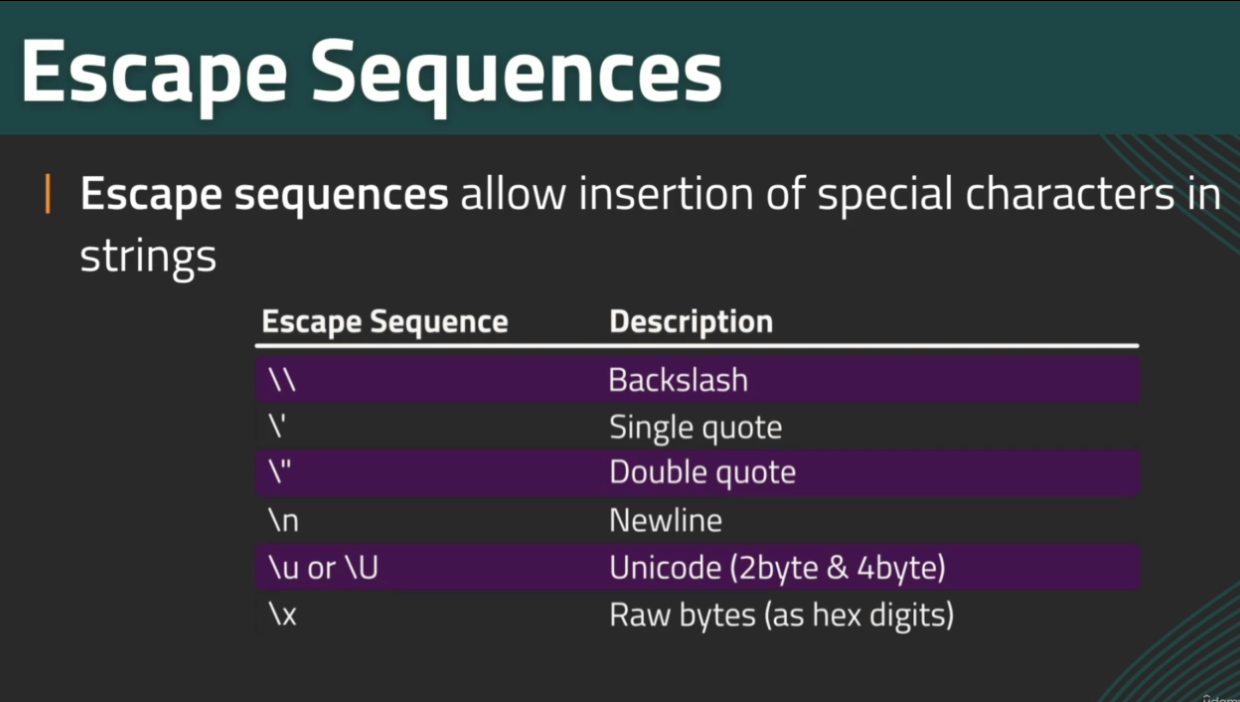 Escape Sequences
Escape sequences allow insertion of special characters in
strings
Escape Sequence Description
\\ Backslash
\' Single quote
\" Double quote
\n Newline
\u or \U Unicode (2byte & 4byte)
\x Raw bytes (as hex digits)